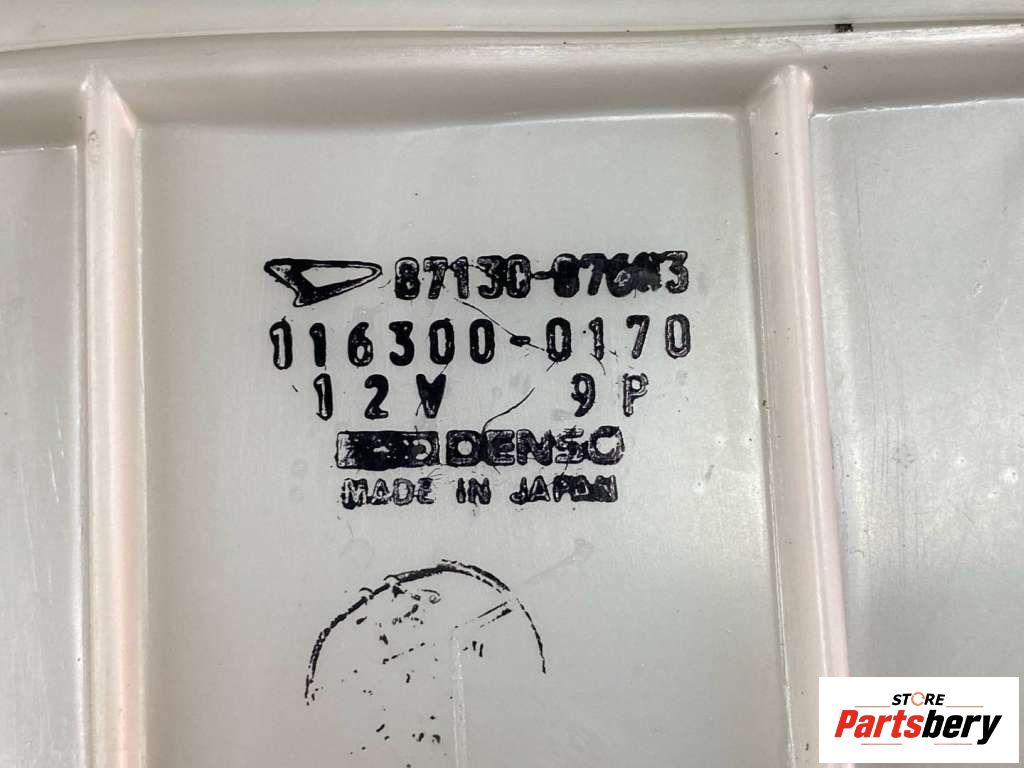 116300-0170
12V 9P
DENSO
MADE IN JAPAN
STORE
Partsbery